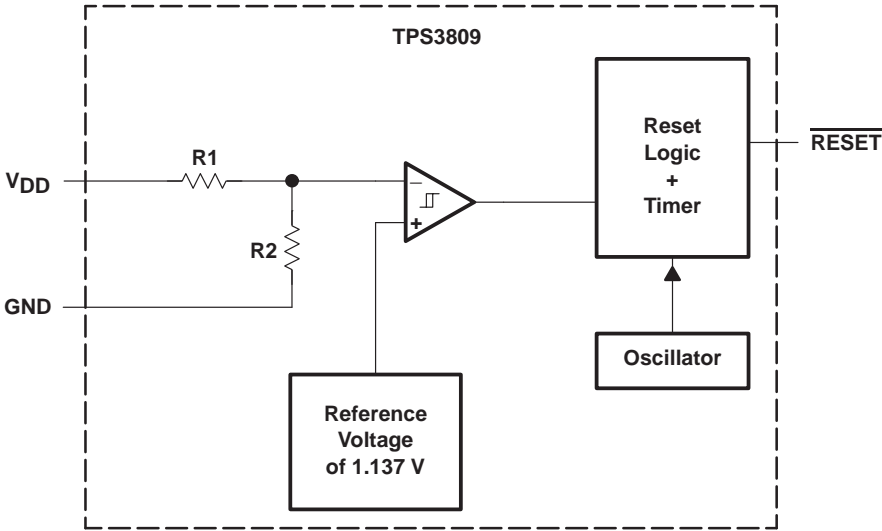 TPS3809
Reset
Logic
+
Timer
RESET
R1
VDD
−
+
R2
GND
Oscillator
Reference
Voltage
of 1.137 V